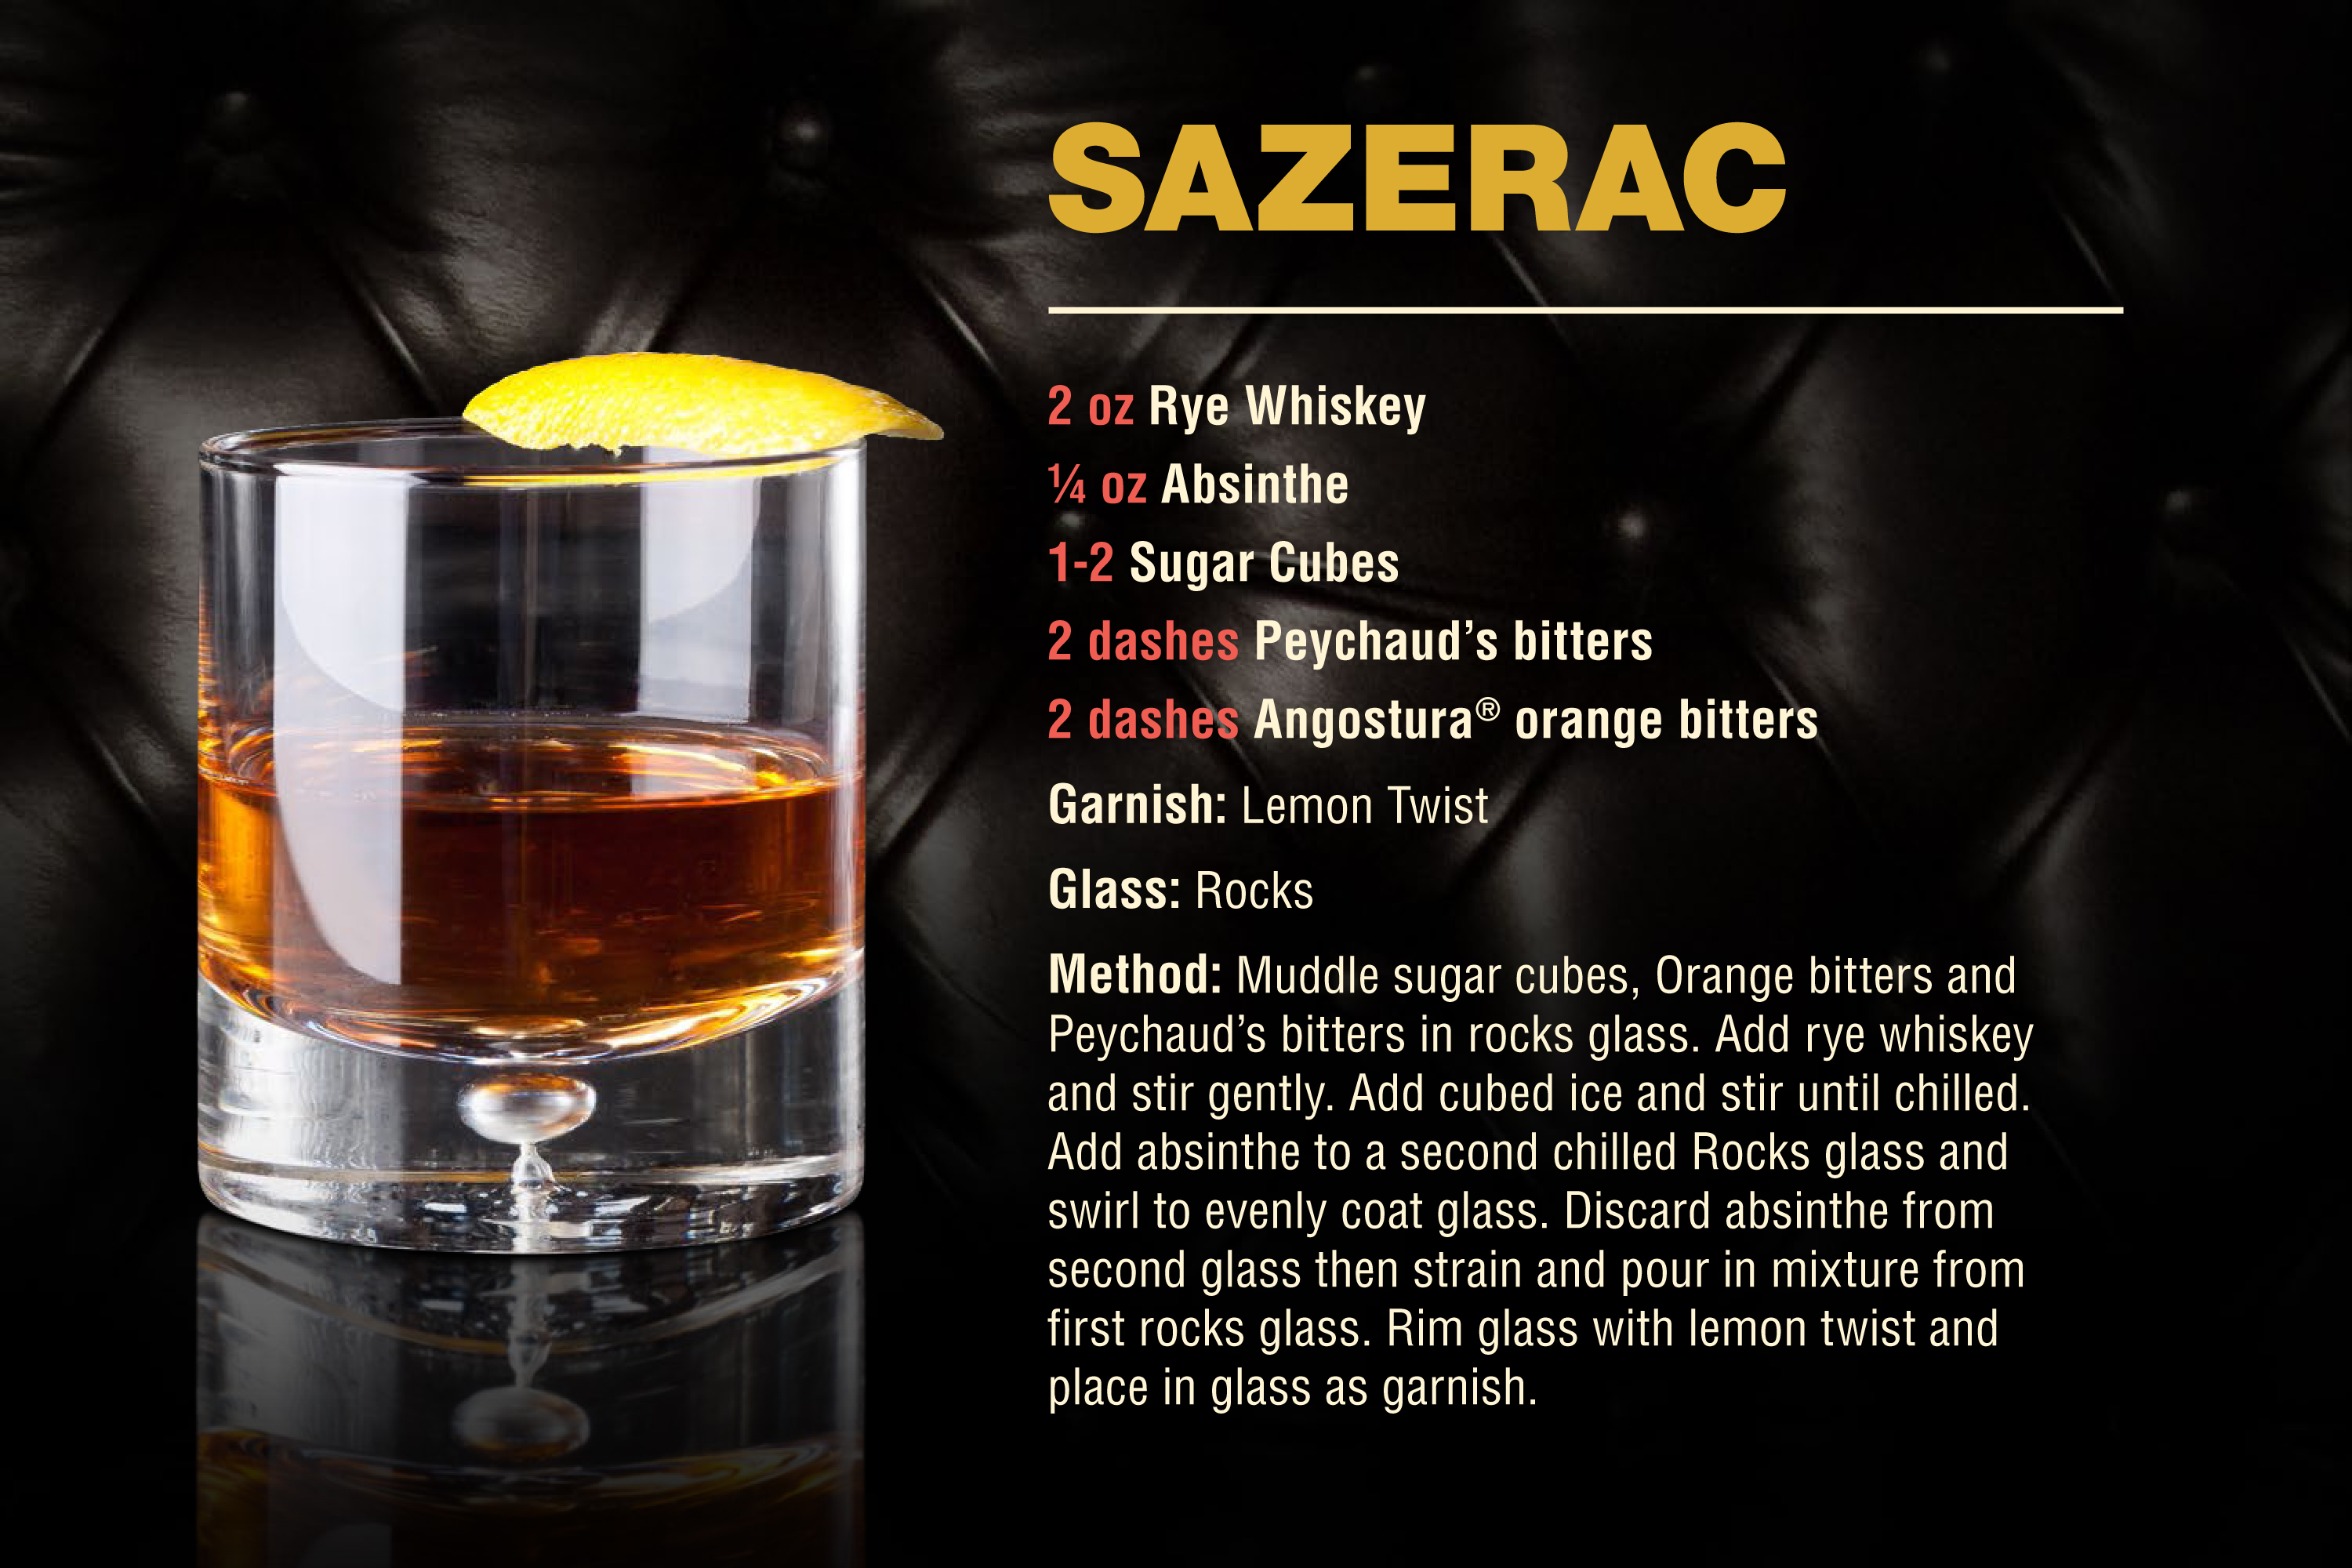 SAZERAC
2 oz Rye Whiskey
¼ oz Absinthe
1-2 Sugar Cubes
2 dashes Peychaud’s bitters
2 dashes Angostura® orange bitters
Garnish: Lemon Twist
Glass: Rocks
Method: Muddle sugar cubes, Orange bitters and
Peychaud’s bitters in rocks glass. Add rye whiskey
and stir gently. Add cubed ice and stir until chilled.
Add absinthe to a second chilled Rocks glass and
swirl to evenly coat glass. Discard absinthe from
second glass then strain and pour in mixture from
first rocks glass. Rim glass with lemon twist and
place in glass as garnish.